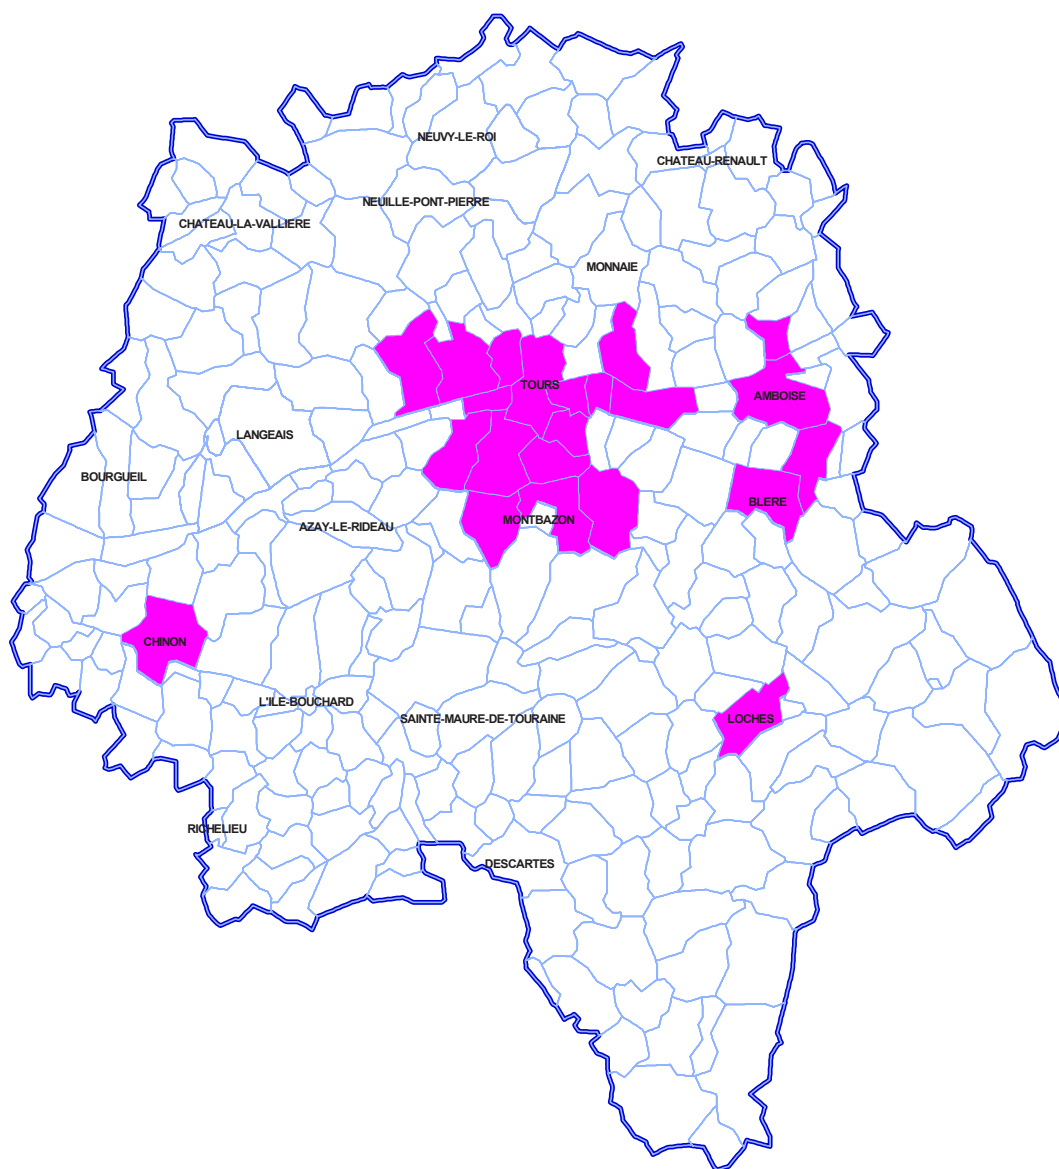 NEUVY-LE-ROI
CHATEAU-RENAULT
NEUILLE-PONT-PIERRE
CHATEAU-LA-VALLIERE
MONNAIE
TOURS
AMBOISE
LANGEAIS
BOURGUEIL
BLERE
MONTBAZON
AZAY-LE-RIDEAU
CHINON
L'ILE-BOUCHARD
SAINTE-MAURE-DE-TOURAINE
LOCHES
RICHELIEU
DESCARTES